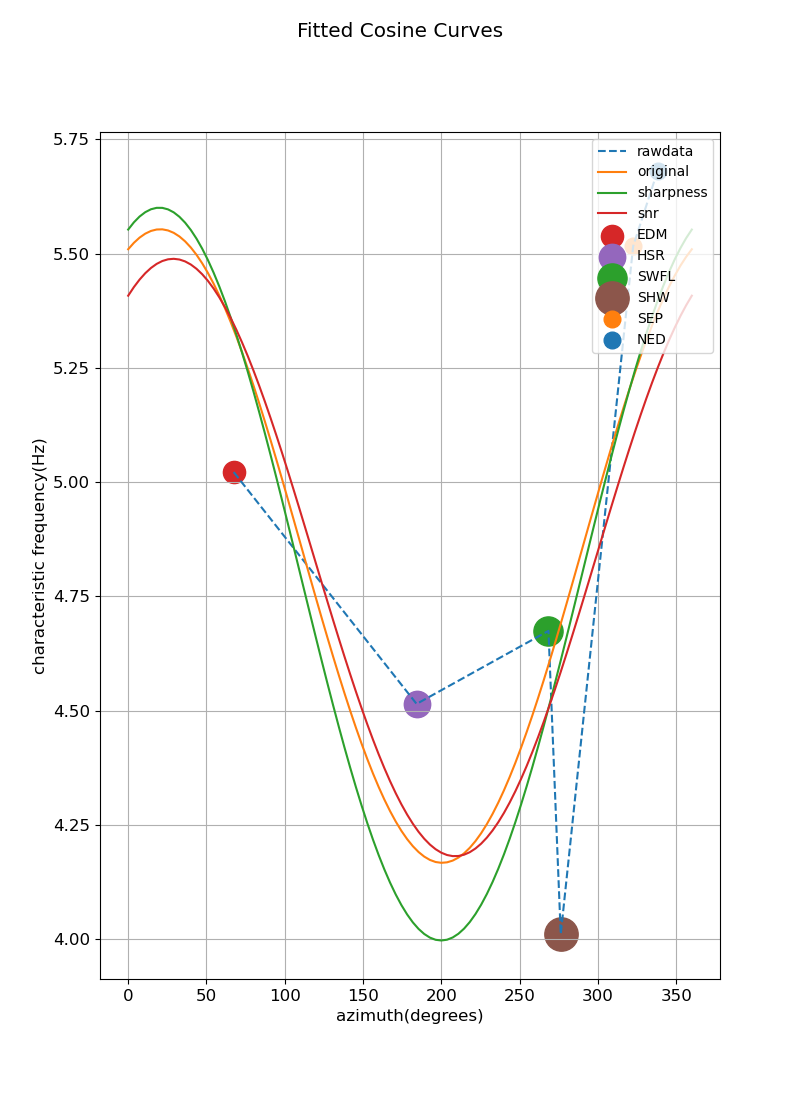 Fitted Cosine Curves
5.75
5.50
5.25
5.00
4.75
4.50
4.25
4.00
characteristic frequency(Hz)
0 50 100 150 200 250 300 350
azimuth(degrees)
rawdata
original
sharpness
snr
EDM
HSR
SWFL
SHW
SEP
NED